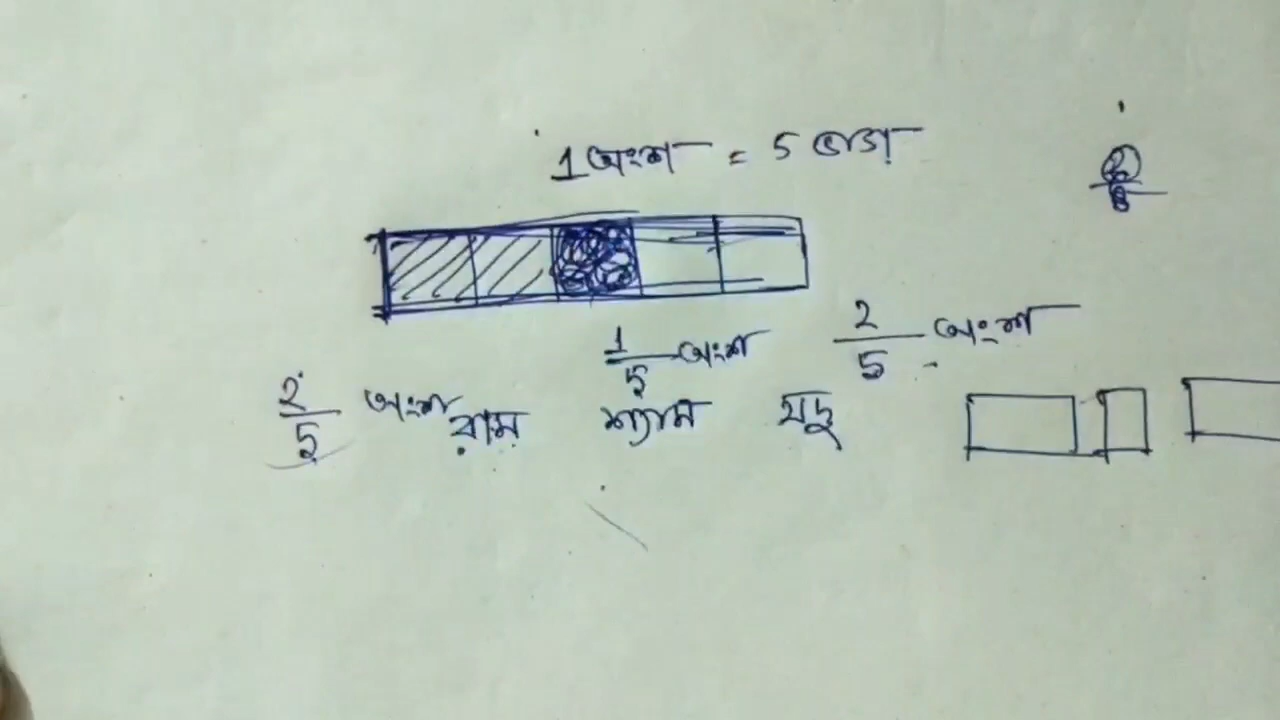 1 অংশ = 5 ভাগ
1/5 অংশ 2/5 অংশ
2/5 অংশ রাম শ্যাম যদু